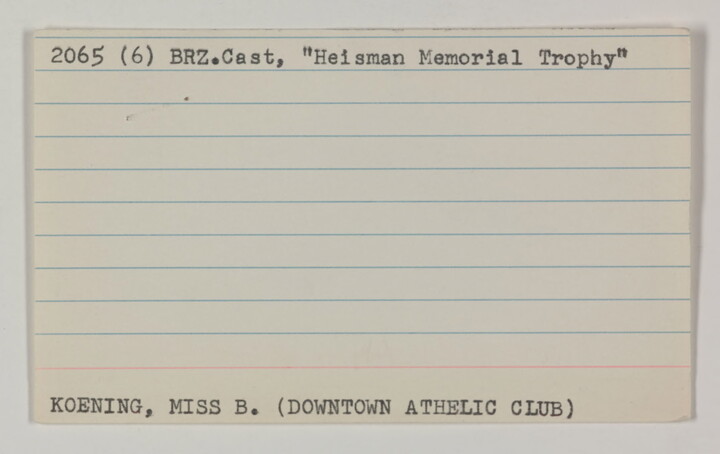 2065 (6) BRZ.Cast, "Heisman Memorial Trophy"
KOENING, MISS B. (DOWNTOWN ATHELIC CLUB)